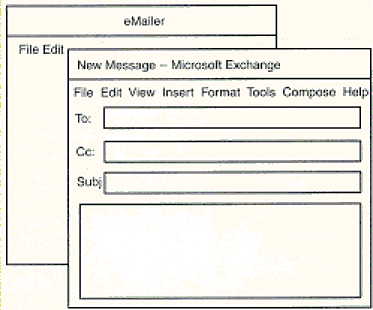 eMailer
File Edit
New Message -- Microsoft Exchange
File Edit View Insert Format Tools Compose Help
To:
Cc:
Subj